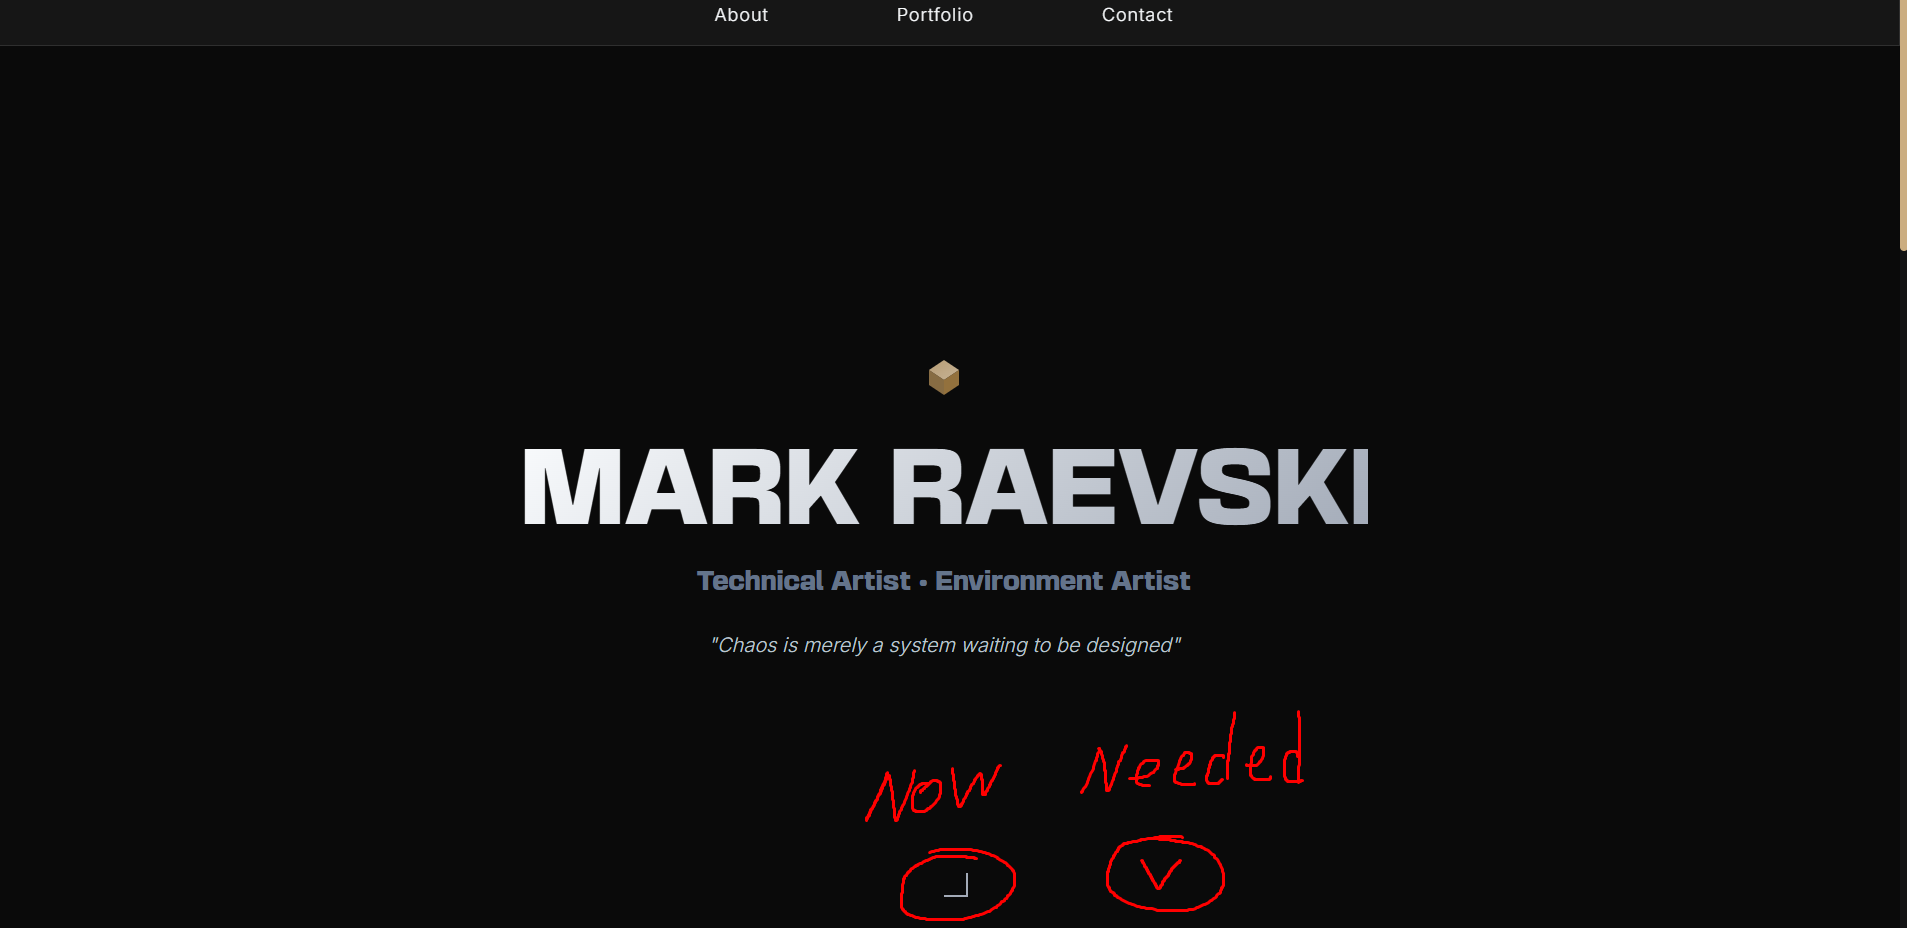 About Portfolio Contact
MARK RAEVSKI
Technical Artist • Environment Artist
"Chaos is merely a system waiting to be designed"
Now Needed